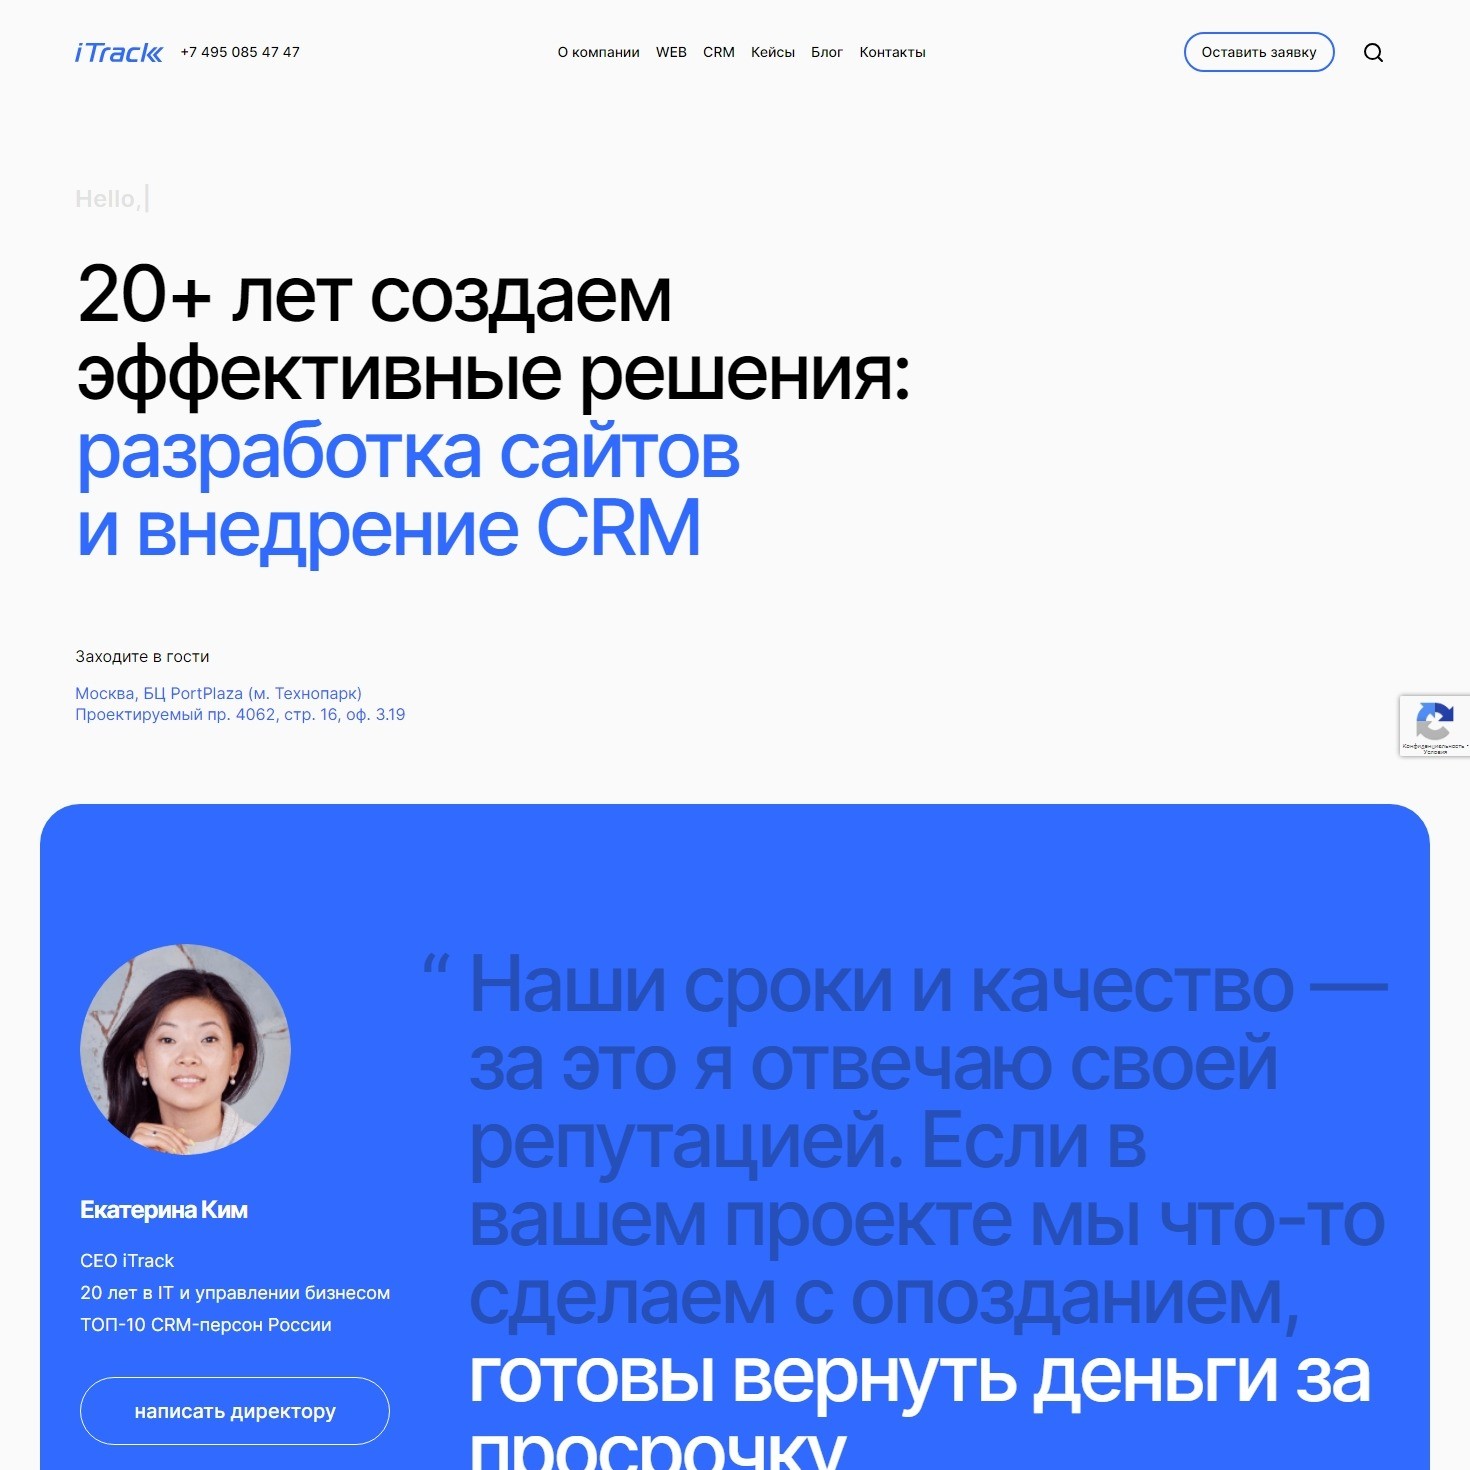 iTrack
+7 495 085 47 47
О компании WEB CRM Кейсы Блог Контакты
Оставить заявку
Hello,
20+ лет создаем
эффективные решения:
разработка сайтов
и внедрение CRM
Заходите в гости
Москва, БЦ PortPlaza (м. Технопарк)
Проектируемый пр. 4062, стр. 16, оф. 3.19
Конфиденциальность -
Условия
Екатерина Ким
CEO iTrack
20 лет в IT и управлении бизнесом
ТОП-10 CRM-персон России
написать директору
“ Наши сроки и качество —
за это я отвечаю своей
репутацией. Если в
вашем проекте мы что-то
сделаем с опозданием,
готовы вернуть деньги за
просрочку